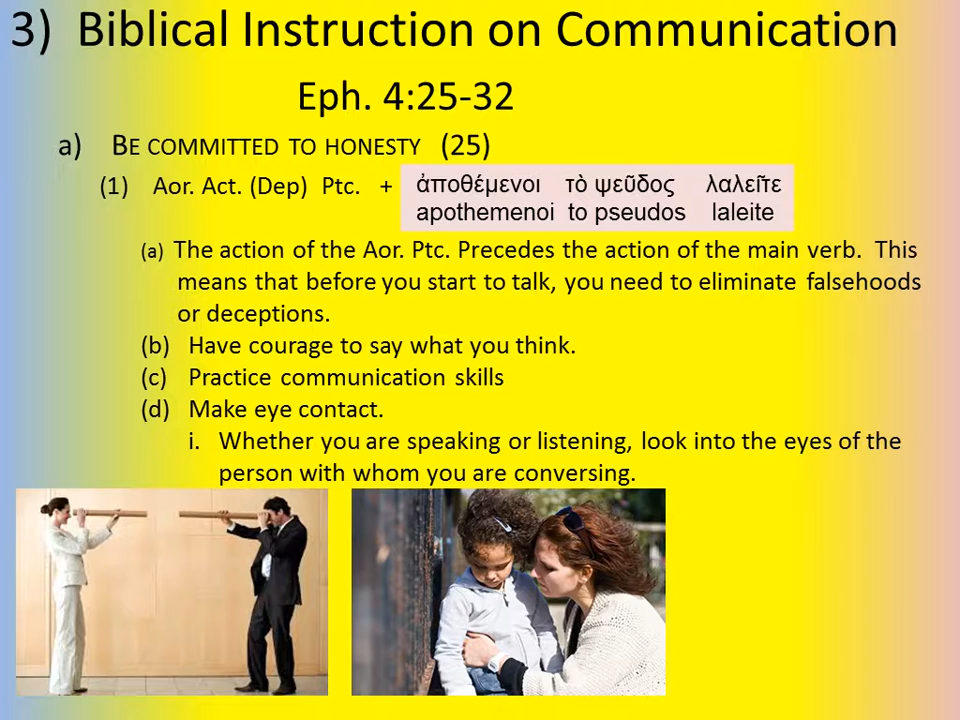 3) Biblical Instruction on Communication
Eph. 4:25-32
a) BE COMMITTED TO HONESTY (25)
(1) Aor. Act. (Dep) Ptc. + ἀποθέμενοι τὸ ψεῦδος λαλεῖτε
apothemenoi to pseudos laleite
(a) The action of the Aor. Ptc. Precedes the action of the main verb. This
means that before you start to talk, you need to eliminate falsehoods
or deceptions.
(b) Have courage to say what you think.
(c) Practice communication skills
(d) Make eye contact.
i. Whether you are speaking or listening, look into the eyes of the
person with whom you are conversing.